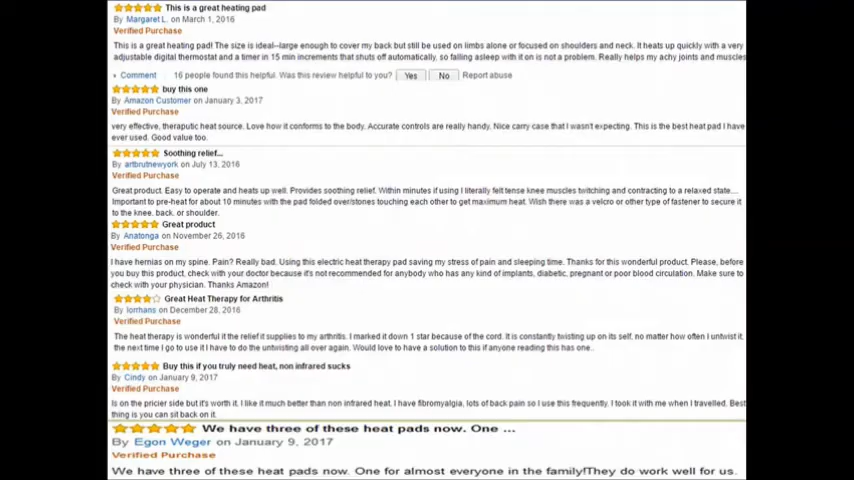 This is a great heating pad
By Margaret L. on March 1, 2016
Verified Purchase
This is a great heating pad! The size is ideal--large enough to cover my back but still be used on limbs alone or focused on shoulders and neck. It heats up quickly with a very
adjustable digital thermostat and a timer in 15 min increments that shuts off automatically, so falling asleep with it on is not a problem. Really helps my achy joints and muscles
Comment 16 people found this helpful. Was this review helpful to you? Yes No Report abuse
buy this one
By Amazon Customer on January 3, 2017
Verified Purchase
very effective, theraputic heat source. Love how it conforms to the body. Accurate controls are really handy. Nice carry case that I wasn't expecting. This is the best heat pad I have
ever used. Good value too.
Soothing relief...
By artbrutnewyork on July 13, 2016
Verified Purchase
Great product. Easy to operate and heats up well. Provides soothing relief. Within minutes if using I literally felt tense knee muscles twitching and contracting to a relaxed state....
Important to pre-heat for about 10 minutes with the pad folded over/stones touching each other to get maximum heat. Wish there was a velcro or other type of fastener to secure it
to the knee, back, or shoulder.
Great product
By Anatonga on November 26, 2016
Verified Purchase
I have hernias on my spine. Pain? Really bad. Using this electric heat therapy pad saving my stress of pain and sleeping time. Thanks for this wonderful product. Please, before
you buy this product, check with your doctor because it's not recommended for anybody who has any kind of implants, diabetic, pregnant or poor blood circulation. Make sure to
check with your physician. Thanks Amazon!
Great Heat Therapy for Arthritis
By lorrhans on December 28, 2016
Verified Purchase
The heat therapy is wonderful it the relief it supplies to my arthritis. I marked it down 1 star because of the cord. It is constantly twisting up on its self, no matter how often I untwist it,
the next time I go to use it I have to do the untwisting all over again. Would love to have a solution to this if anyone reading this has one..
Buy this if you truly need heat, non infrared sucks
By Cindy on January 9, 2017
Verified Purchase
Is on the pricier side but it's worth it. I like it much better than non infrared heat. I have fibromyalgia, lots of back pain so I use this frequently. I took it with me when I travelled. Best
thing is you can sit back on it.
We have three of these heat pads now. One ...
By Egon Weger on January 9, 2017
Verified Purchase
We have three of these heat pads now. One for almost everyone in the family!They do work well for us.